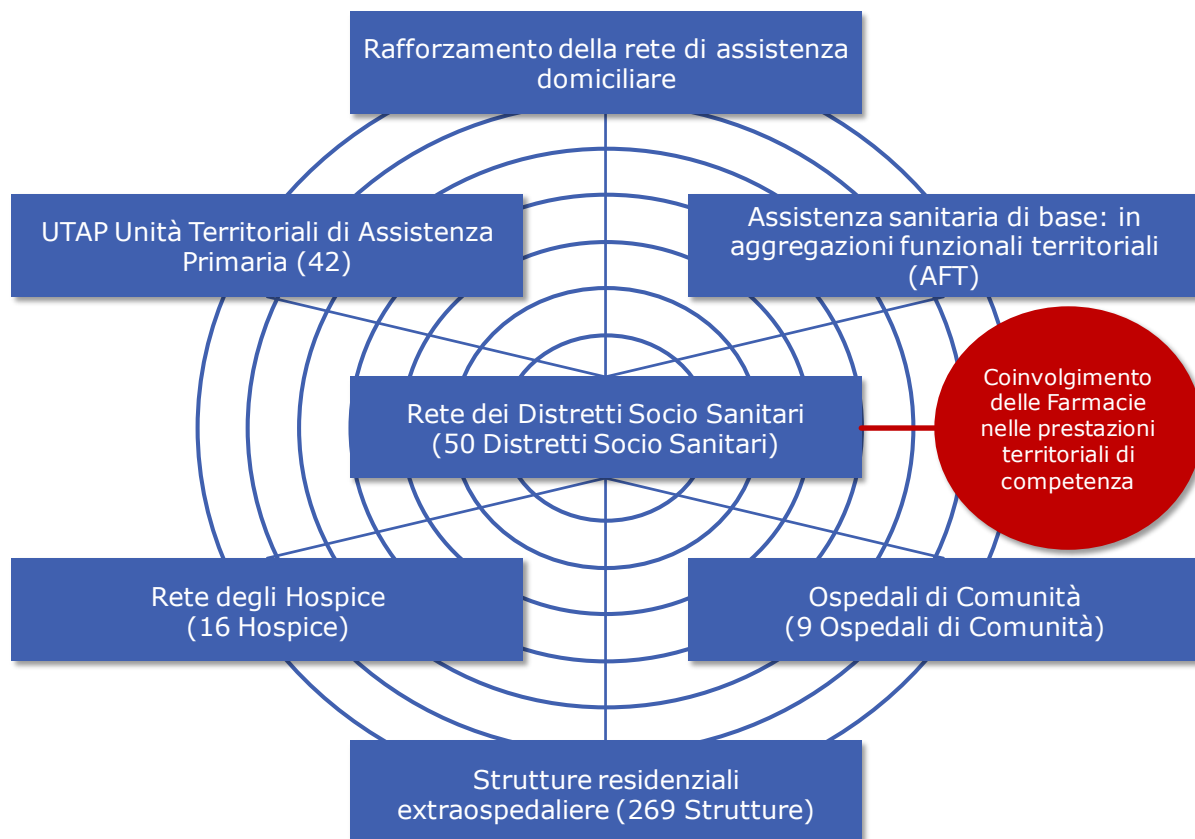 Rafforzamento della rete di assistenza
domiciliare
UTAP Unità Territoriali di Assistenza
Primaria (42)
Assistenza sanitaria di base: in
aggregazioni funzionali territoriali
(AFT)
Rete dei Distretti Socio Sanitari
(50 Distretti Socio Sanitari)
Coinvolgimento
delle Farmacie
nelle prestazioni
territoriali di
competenza
Rete degli Hospice
(16 Hospice)
Ospedali di Comunità
(9 Ospedali di Comunità)
Strutture residenziali
extraospedaliere (269 Strutture)